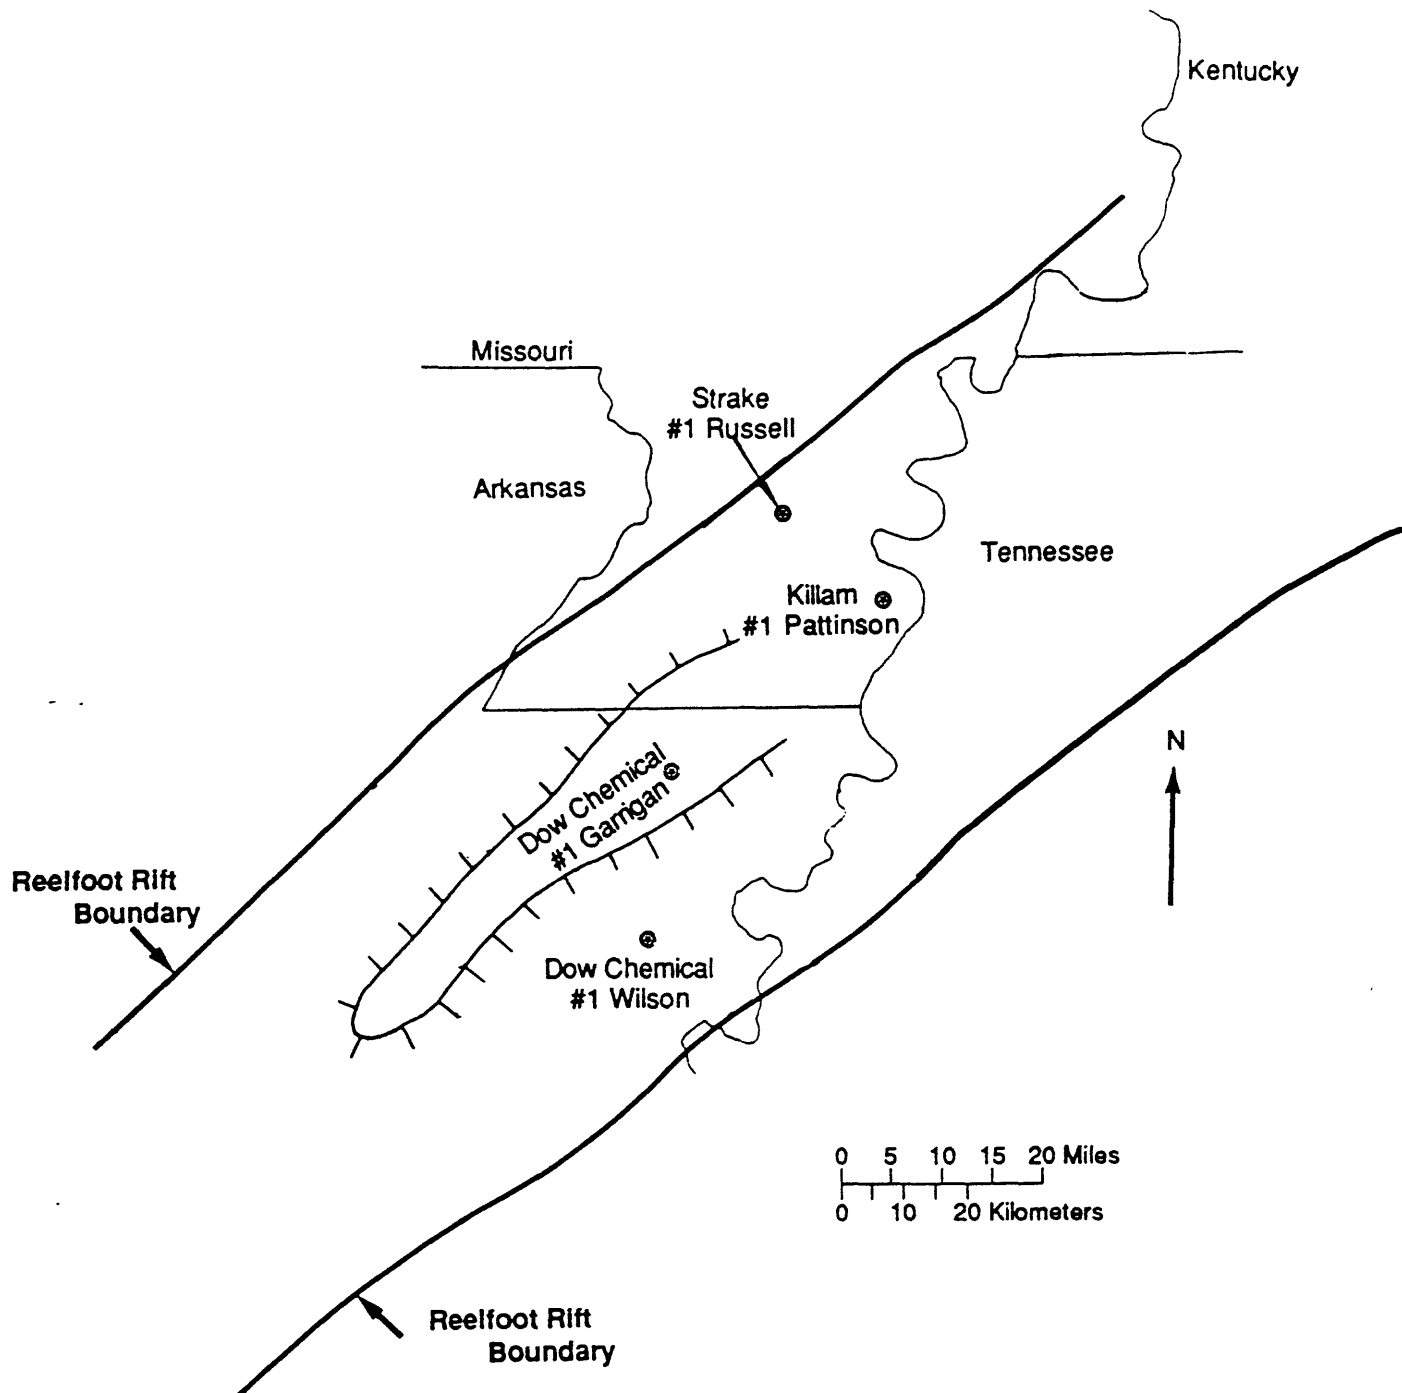 Kentucky
Missouri
Strake
#1 Russell
Arkansas
Tennessee
Killam
#1 Pattinson
N
Dow Chemical
#1 Garrigan
Reelfoot Rift
Boundary
Dow Chemical
#1 Wilson
0 5 10 15 20 Miles
0 10 20 Kilometers
Reelfoot Rift
Boundary